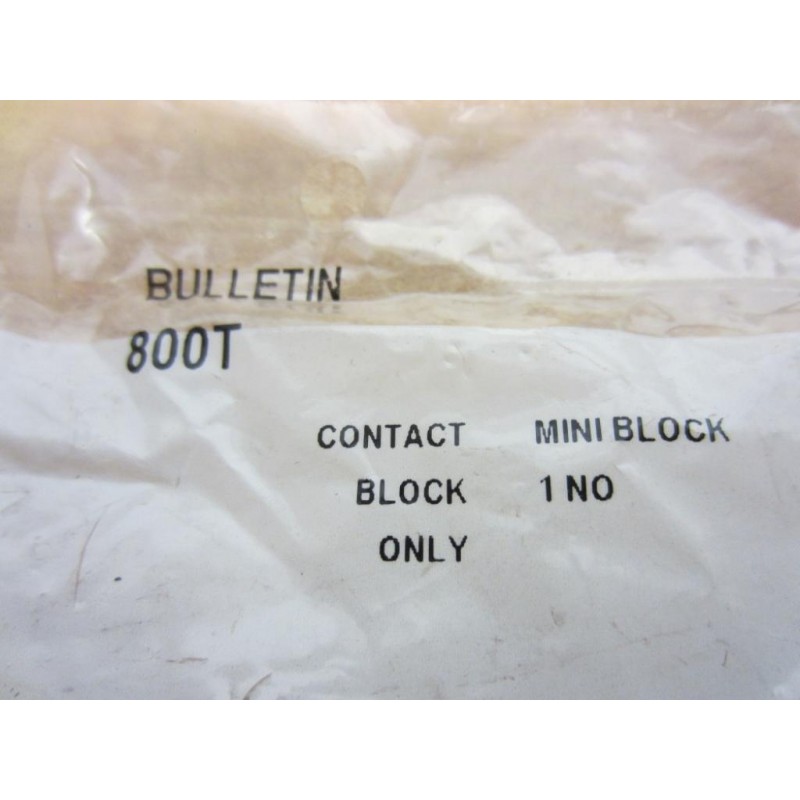 BULLETIN
800T
CONTACT MINI BLOCK
BLOCK 1 NO
ONLY